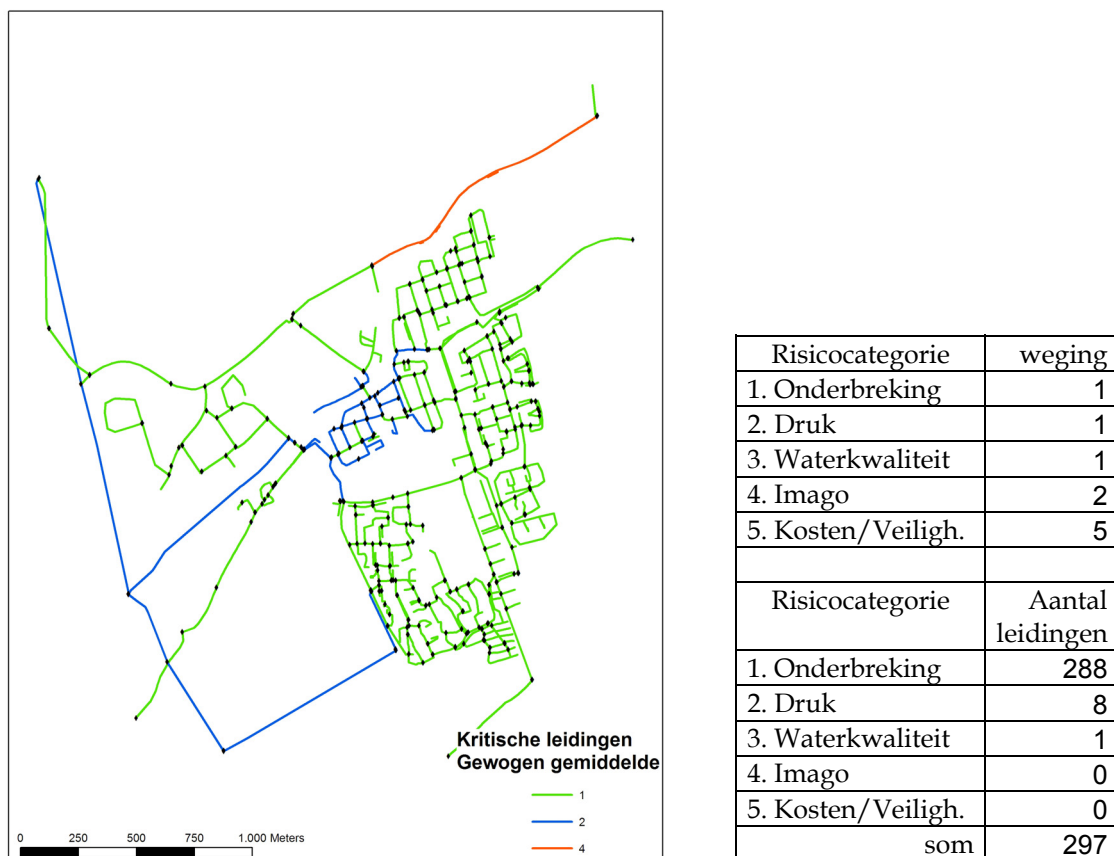 Kritische leidingen
Gewogen gemiddelde
1
2
4
0 250 500 750 1.000 Meters
Risicocategorie weging
1. Onderbreking 1
2. Druk 1
3. Waterkwaliteit 1
4. Imago 2
5. Kosten/Veiligh. 5
Risicocategorie Aantal
leidingen
1. Onderbreking 288
2. Druk 8
3. Waterkwaliteit 1
4. Imago 0
5. Kosten/Veiligh. 0
som 297